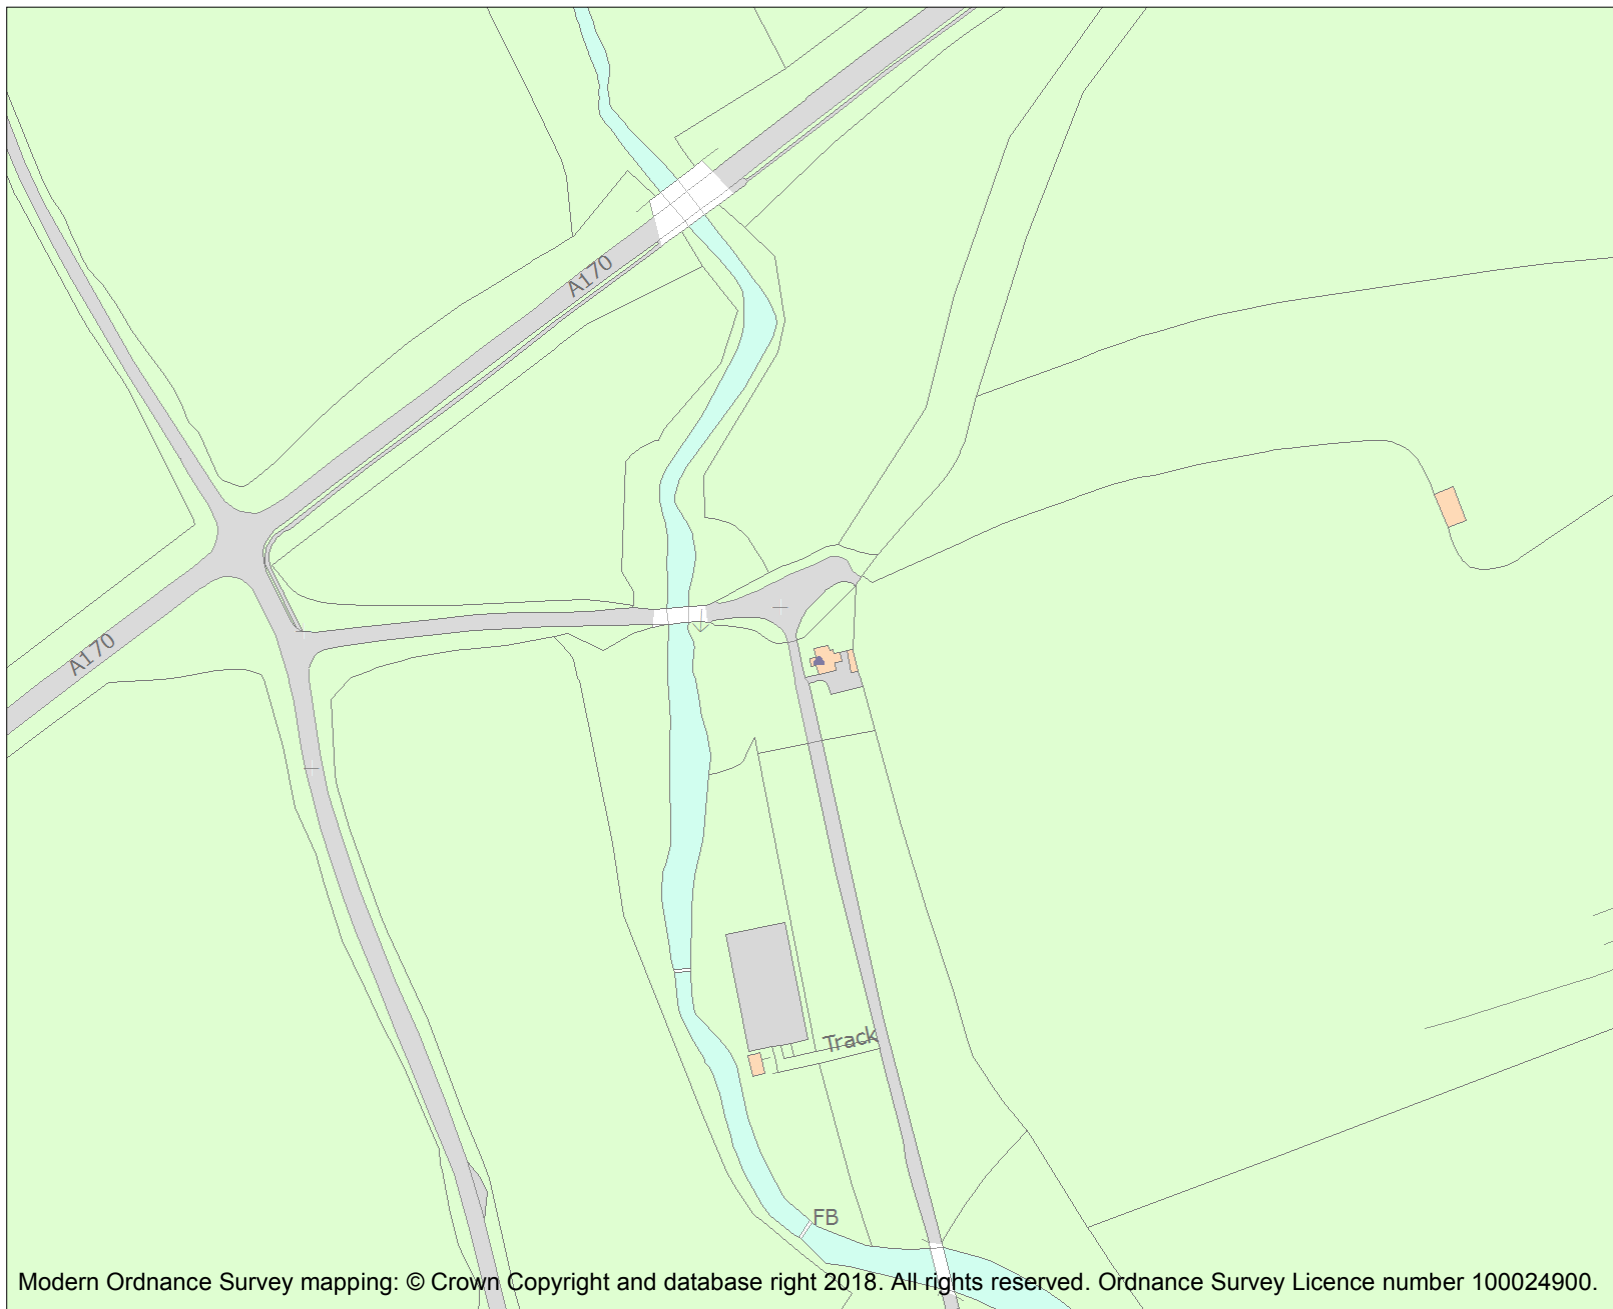 A170
A170
Track
FB
Modern Ordnance Survey mapping: © Crown Copyright and database right 2018. All rights reserved. Ordnance Survey Licence number 100024900.